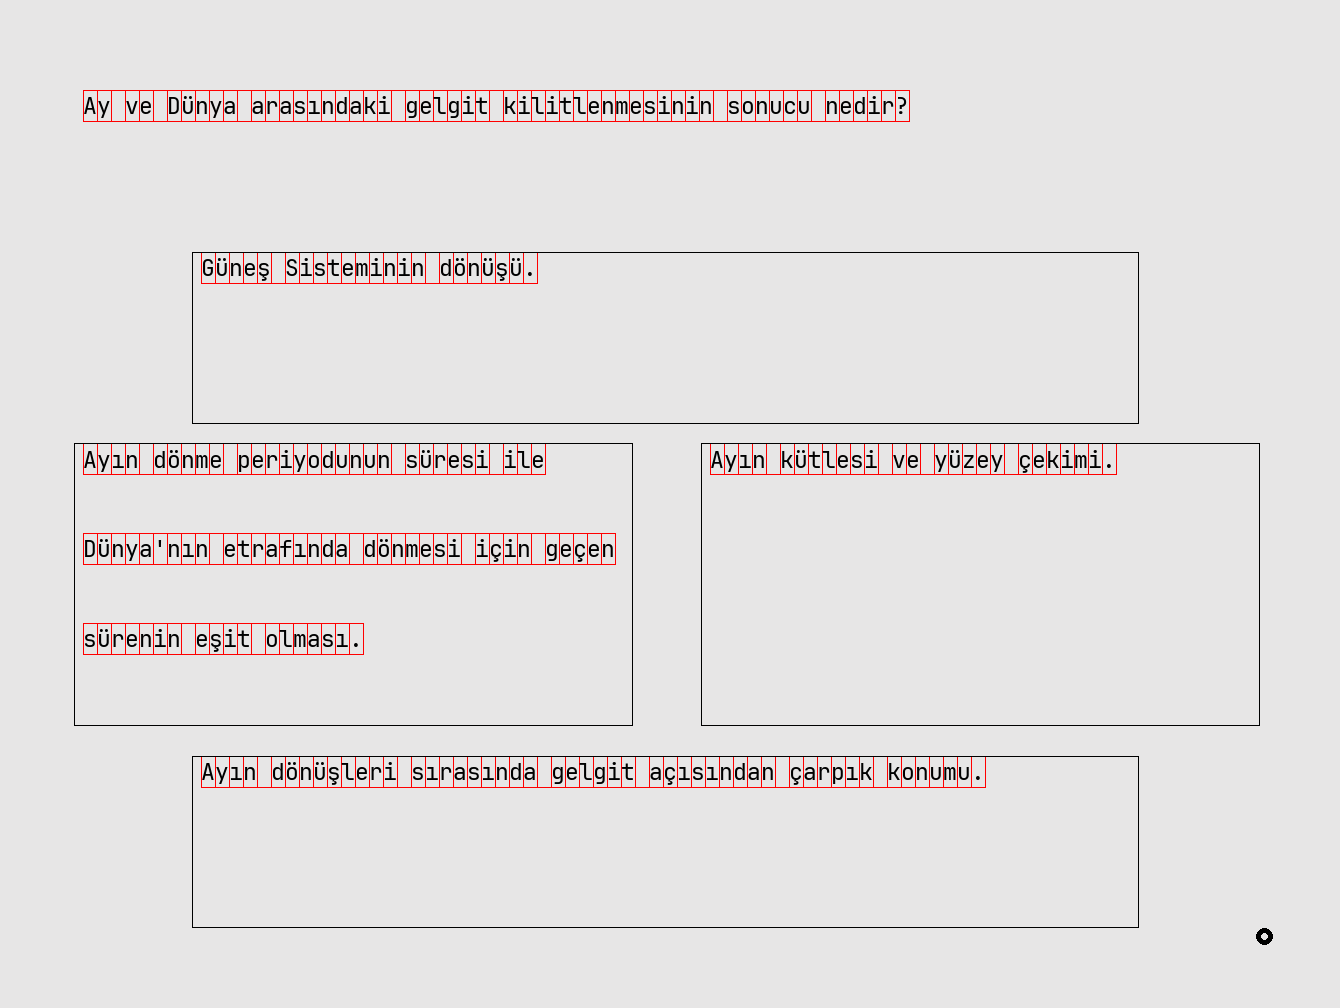 Ay ve Dünya arasındaki gelgit kilitlenmesinin sonucu nedir?
Güneş Sisteminin dönüşü.
Ayın dönme periyodunun süresi ile
Dünya'nın etrafında dönmesi için geçen
sürenin eşit olması.
Ayın kütlesi ve yüzey çekimi.
Ayın dönüşleri sırasında gelgit açısından çarpık konumu.